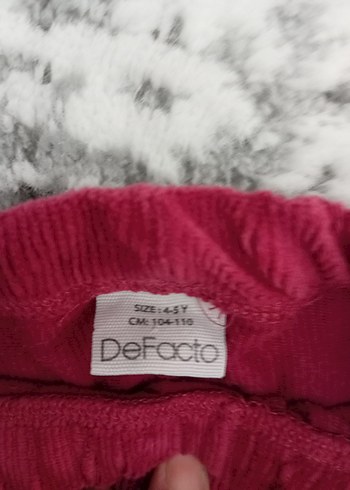 SIZE: 4-5 Y
CM: 104-110
DeFacto